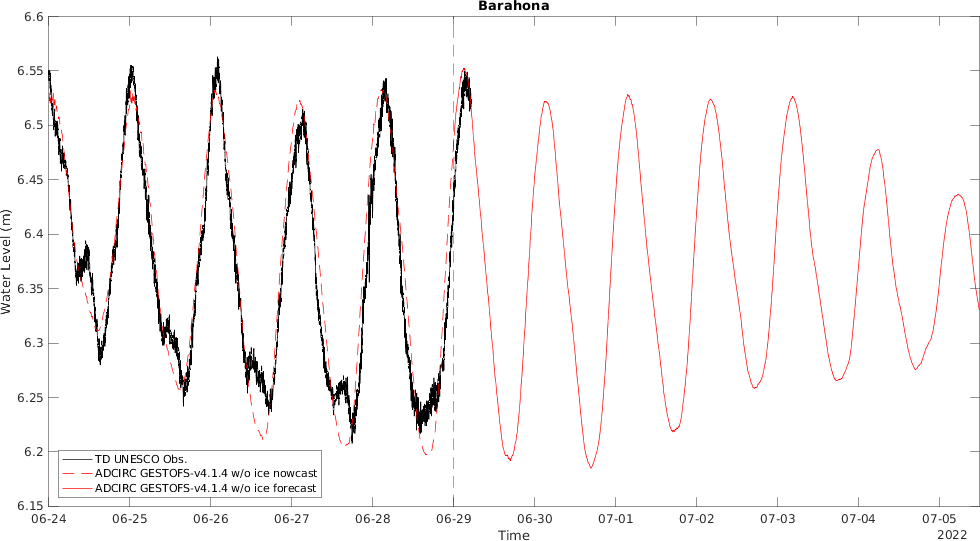 Barahona
Water Level (m)
6.6
6.55
6.5
6.45
6.4
6.35
6.3
6.25
6.2
6.15
TD UNESCO Obs.
ADCIRC GESTOFS-v4.1.4 w/o ice nowcast
ADCIRC GESTOFS-v4.1.4 w/o ice forecast
06-24 06-25 06-26 06-27 06-28 06-29 06-30 07-01 07-02 07-03 07-04 07-05
Time
2022